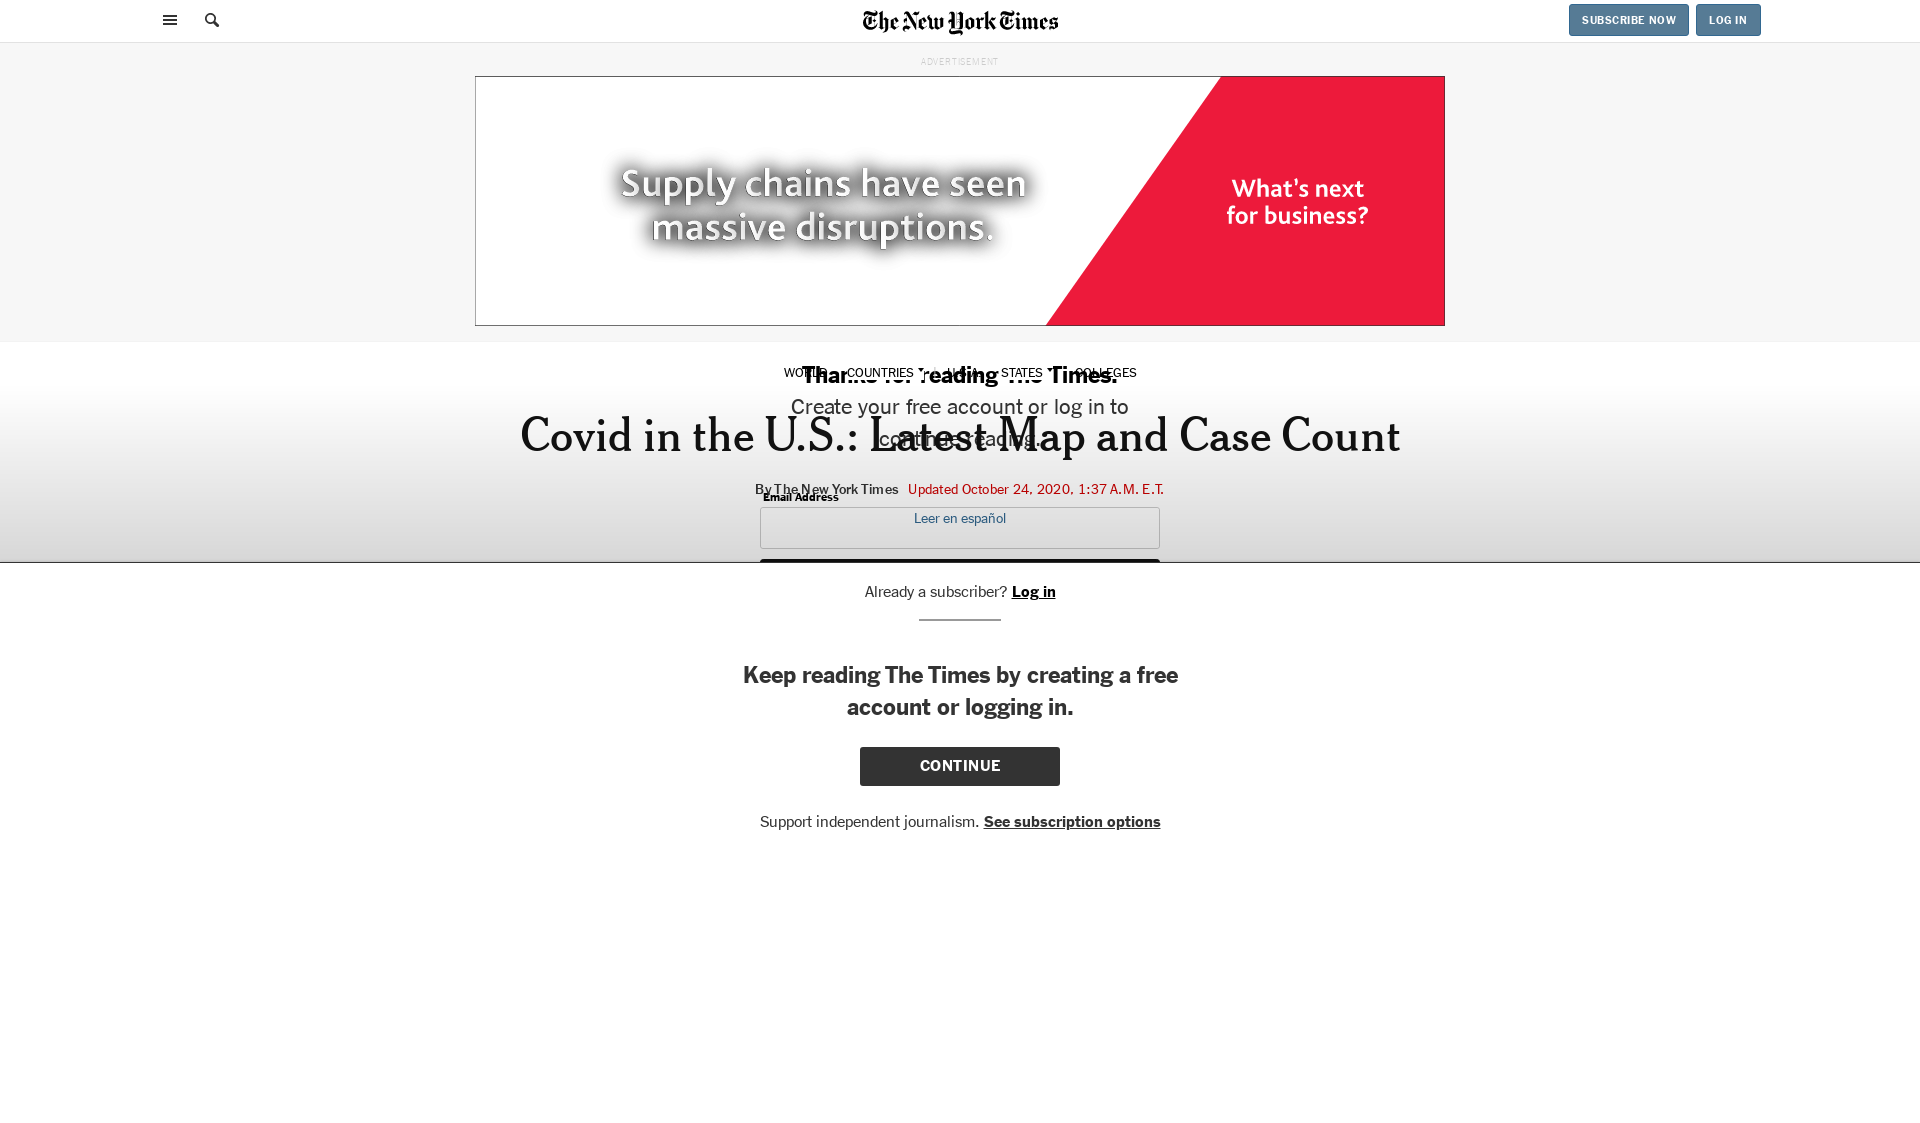 The New York Times
SUBSCRIBE NOW
LOG IN
ADVERTISEMENT
Supply chains have seen
massive disruptions.
What's next
for business?
WORLD
COUNTRIES
U.S.A.
STATES
COLLEGES
Thanks for reading The Times.
Create your free account or log in to
continue reading.
Covid in the U.S.: Latest Map and Case Count
By The New York Times Updated October 24, 2020, 1:37 A.M. E.T.
Email Address
Leer en español
Already a subscriber? Log in
Keep reading The Times by creating a free
account or logging in.
CONTINUE
Support independent journalism. See subscription options